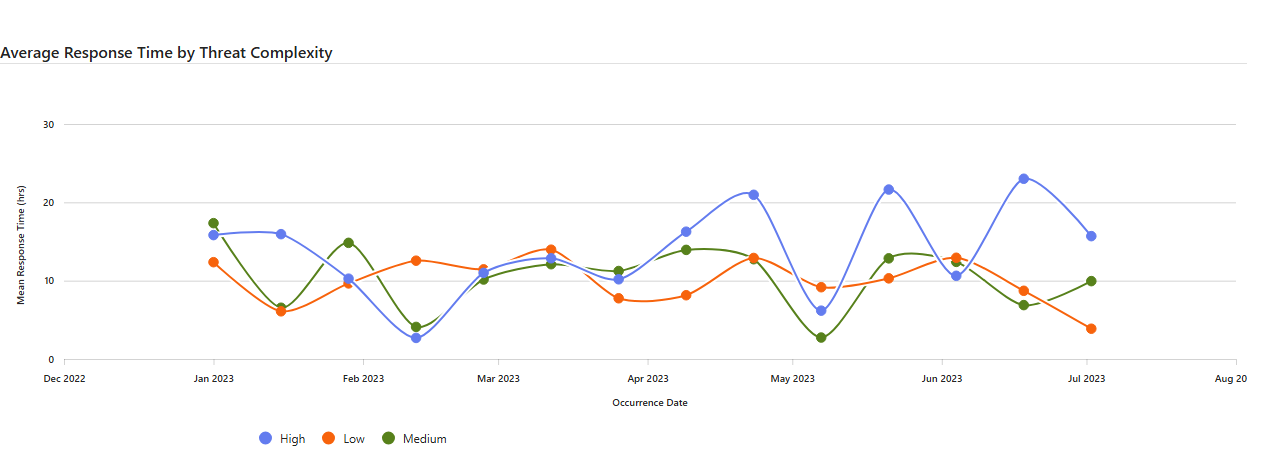 Average Response Time by Threat Complexity
30
20
10
0
Mean Response Time (hrs)
Dec 2022 Jan 2023 Feb 2023 Mar 2023 Apr 2023 May 2023 Jun 2023 Jul 2023 Aug 20
Occurrence Date
High Low Medium